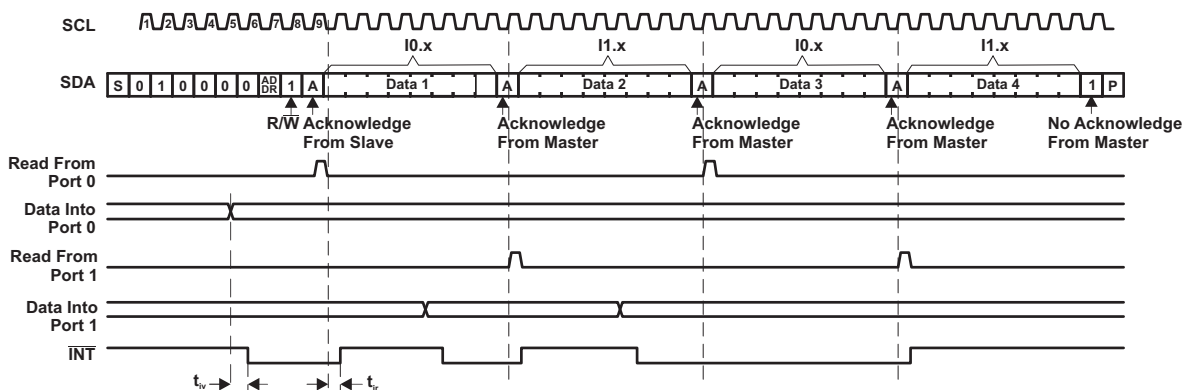 SCL 1 2 3 4 5 6 7 8 9
I0.x I1.x I0.x I1.x
SDA S 0 1 0 0 0 0 AD DR 1 A Data 1 A Data 2 A Data 3 A Data 4 1 P
R/W Acknowledge From Slave
Acknowledge From Master
Acknowledge From Master
Acknowledge From Master
No Acknowledge From Master
Read From
Port 0
Data Into
Port 0
Read From
Port 1
Data Into
Port 1
INT
tiv tir